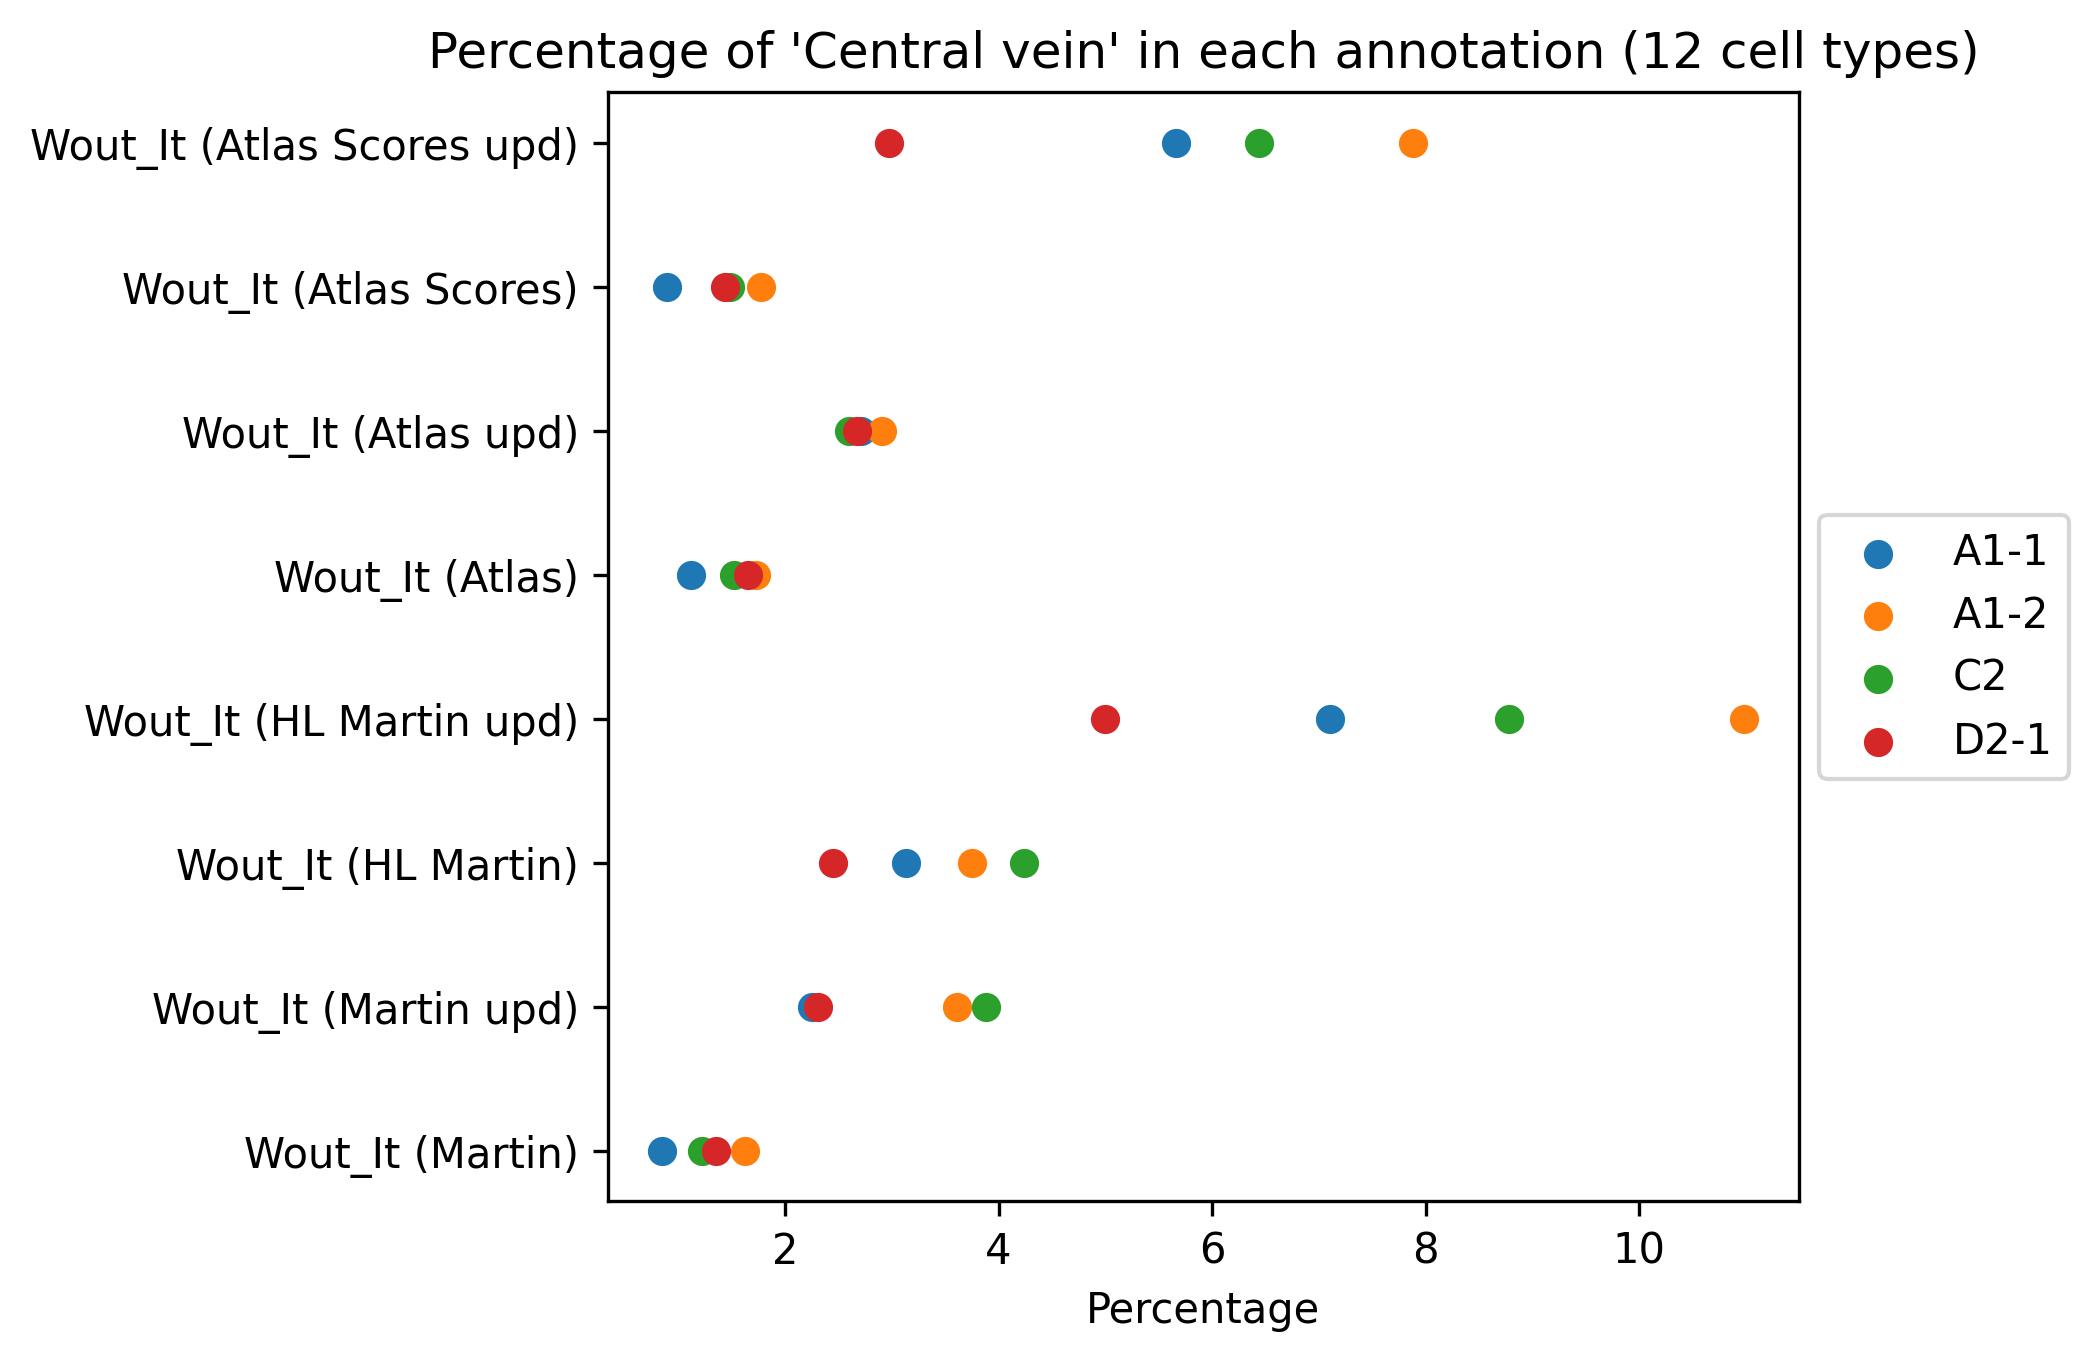 Percentage of 'Central vein' in each annotation (12 cell types)
Wout_It (Atlas Scores upd)
Wout_It (Atlas Scores)
Wout_It (Atlas upd)
Wout_It (Atlas)
Wout_It (HL Martin upd)
Wout_It (HL Martin)
Wout_It (Martin upd)
Wout_It (Martin)
A1-1
A1-2
C2
D2-1
2 4 6 8 10
Percentage